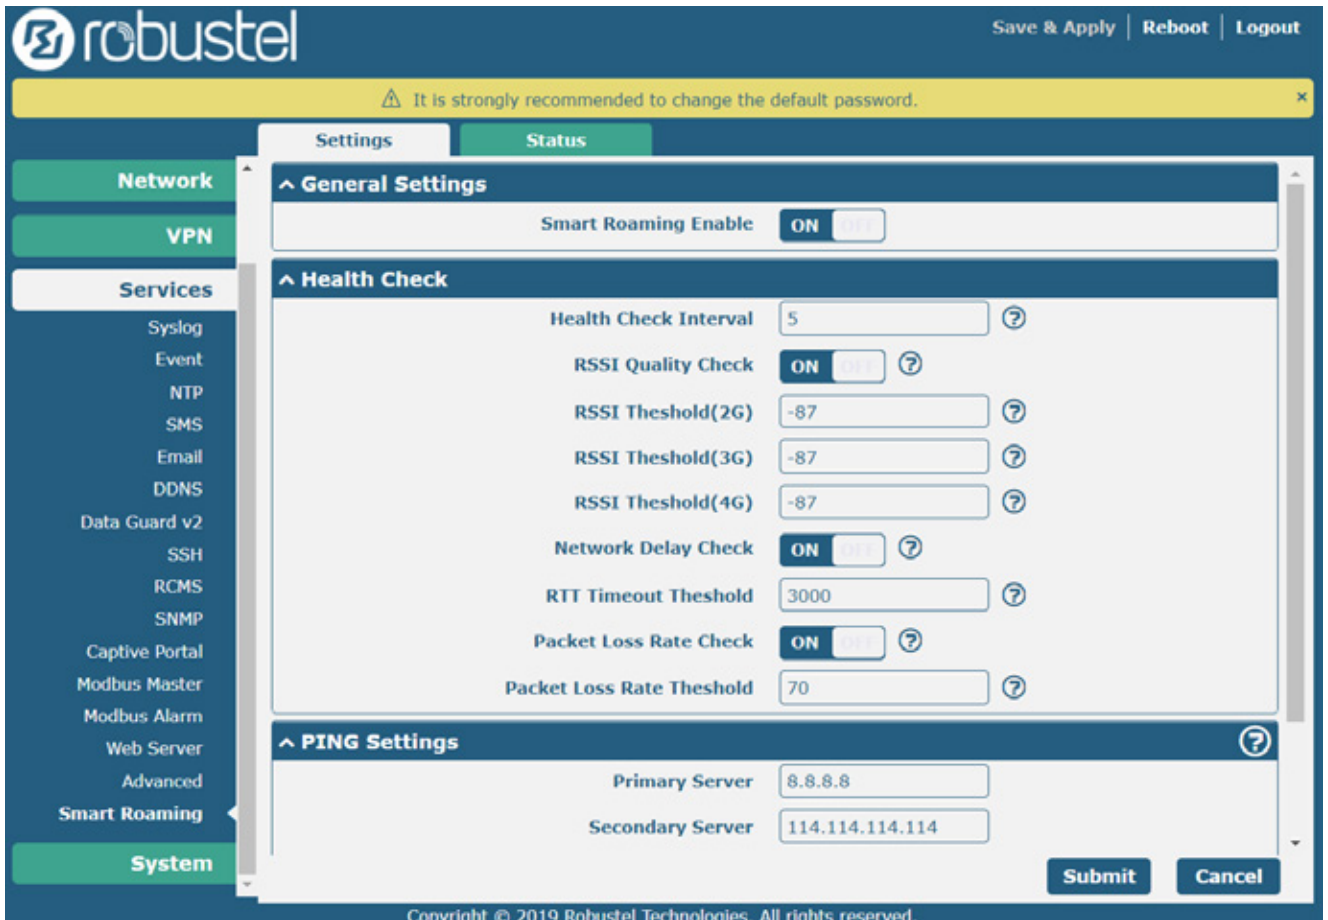 robustel
Save & Apply | Reboot | Logout
It is strongly recommended to change the default password. ×
Settings
Status
Network
VPN
Services
Syslog
Event
NTP
SMS
Email
DDNS
Data Guard v2
SSH
RCMS
SNMP
Captive Portal
Modbus Master
Modbus Alarm
Web Server
Advanced
Smart Roaming
System
General Settings
Smart Roaming Enable ON OFF
Health Check
Health Check Interval 5 ?
RSSI Quality Check ON OFF ?
RSSI Theshold(2G) -87 ?
RSSI Theshold(3G) -87 ?
RSSI Theshold(4G) -87 ?
Network Delay Check ON OFF ?
RTT Timeout Theshold 3000 ?
Packet Loss Rate Check ON OFF ?
Packet Loss Rate Theshold 70 ?
PING Settings ?
Primary Server 8.8.8.8
Secondary Server 114.114.114.114
Submit Cancel
Copyright © 2019 Robustel Technologies. All rights reserved.